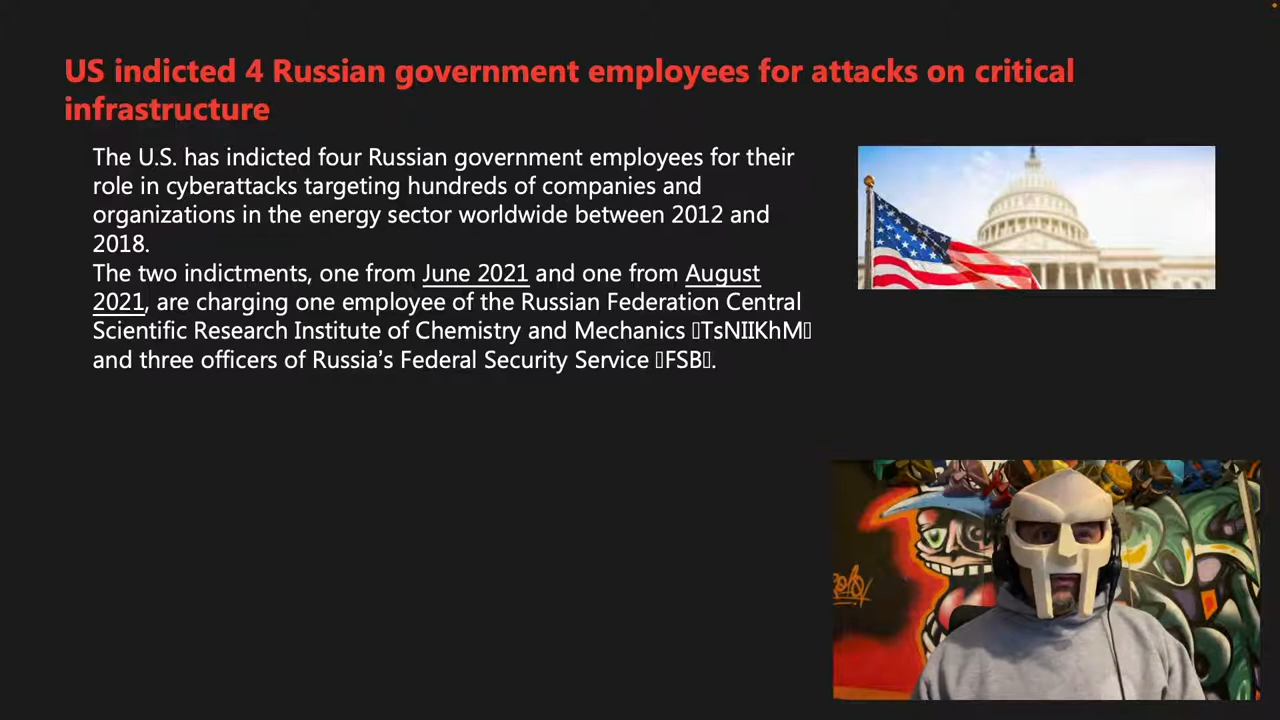 US indicted 4 Russian government employees for attacks on critical
infrastructure
The U.S. has indicted four Russian government employees for their
role in cyberattacks targeting hundreds of companies and
organizations in the energy sector worldwide between 2012 and
2018.
The two indictments, one from June 2021 and one from August
2021, are charging one employee of the Russian Federation Central
Scientific Research Institute of Chemistry and Mechanics ▯TsNIIKhM▯
and three officers of Russia’s Federal Security Service ▯FSB▯.